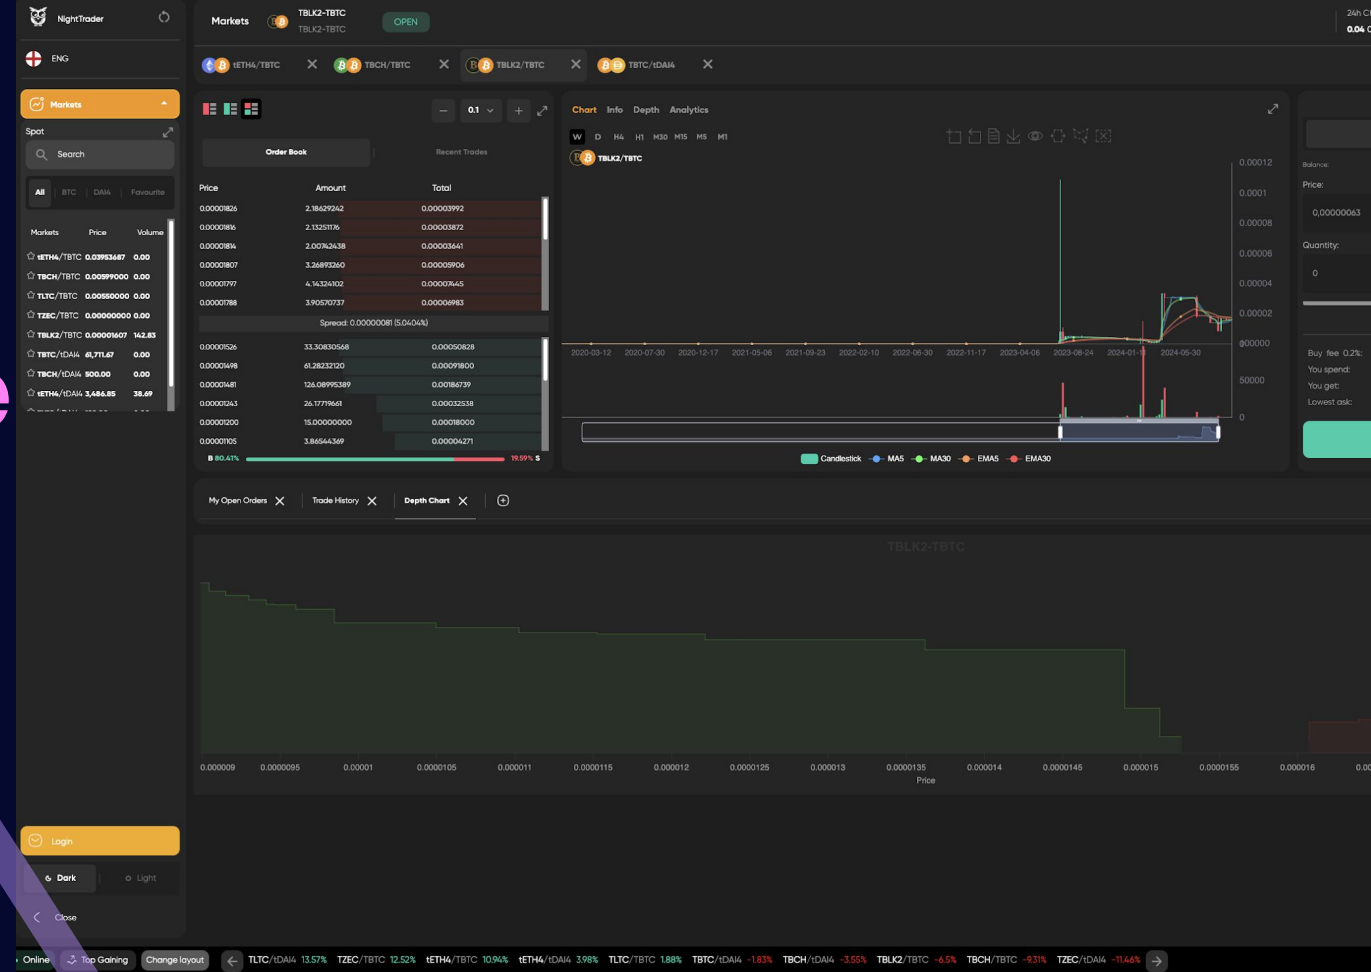 NightTrader
ENG
Markets
Spot
Search
All BTC DAI4 Favourite
Markets Price Volume
tETH4/TBTC 0.03953687 0.00
TBCH/TBTC 0.00599000 0.00
TLTC/TBTC 0.00550000 0.00
TZEC/TBTC 0.00000000 0.00
TBLK2/TBTC 0.00001607 142.83
TBTC/tDAI4 61,711.67 0.00
TBCH/tDAI4 500.00 0.00
tETH4/tDAI4 3,486.85 38.69
Login
Dark Light
Close
Markets TBLK2-TBTC
TBLK2-TBTC
OPEN
24h
0.04
tETH4/TBTC TBCH/TBTC TBLK2/TBTC TBTC/tDAI4
0.1
Order Book Recent Trades
Price Amount Total
0.00001826 2.18629242 0.00003992
0.00001816 2.13251176 0.00003872
0.00001814 2.00742438 0.00003641
0.00001807 3.26893260 0.00005906
0.00001797 4.14324102 0.00007445
0.00001788 3.90570737 0.00006983
Spread: 0.00000081 (5.0404%)
0.00001526 33.30830568 0.00050828
0.00001498 61.28232120 0.00091800
0.00001481 126.08995389 0.00186739
0.00001243 26.17719661 0.00032538
0.00001200 15.00000000 0.00018000
0.00001105 3.86544369 0.00004271
B 80.41% 19.59% S
Chart Info Depth Analytics
W D H4 H1 M30 M15 M5 M1
TBLK2/TBTC
0.00012
0.0001
0.00008
0.00006
0.00004
0.00002
2020-03-12 2020-07-30 2020-12-17 2021-05-06 2021-09-23 2022-02-10 2022-06-30 2022-11-17 2023-04-06 2023-08-24 2024-01-11 2024-05-30
50000
0
Candlestick MA5 MA30 EMA5 EMA30
Balance:
Price:
0,00000063
Quantity:
0
Buy fee 0.2%:
You spend:
You get:
Lowest ask:
My Open Orders Trade History Depth Chart
TBLK2-TBTC
0.000009 0.0000095 0.00001 0.0000105 0.000011 0.0000115 0.000012 0.0000125 0.000013 0.0000135 0.000014 0.0000145 0.000015 0.0000155 0.000016
Price
Online Top Gaining Change layout TLTC/tDAI4 13.57% TZEC/TBTC 12.52% tETH4/TBTC 10.94% tETH4/tDAI4 3.98% TLTC/TBTC 1.88% TBTC/tDAI4 -1.83% TBCH/tDAI4 -3.55% TBLK2/TBTC -6.5% TBCH/TBTC -9.31% TZEC/tDAI4 -11.46%